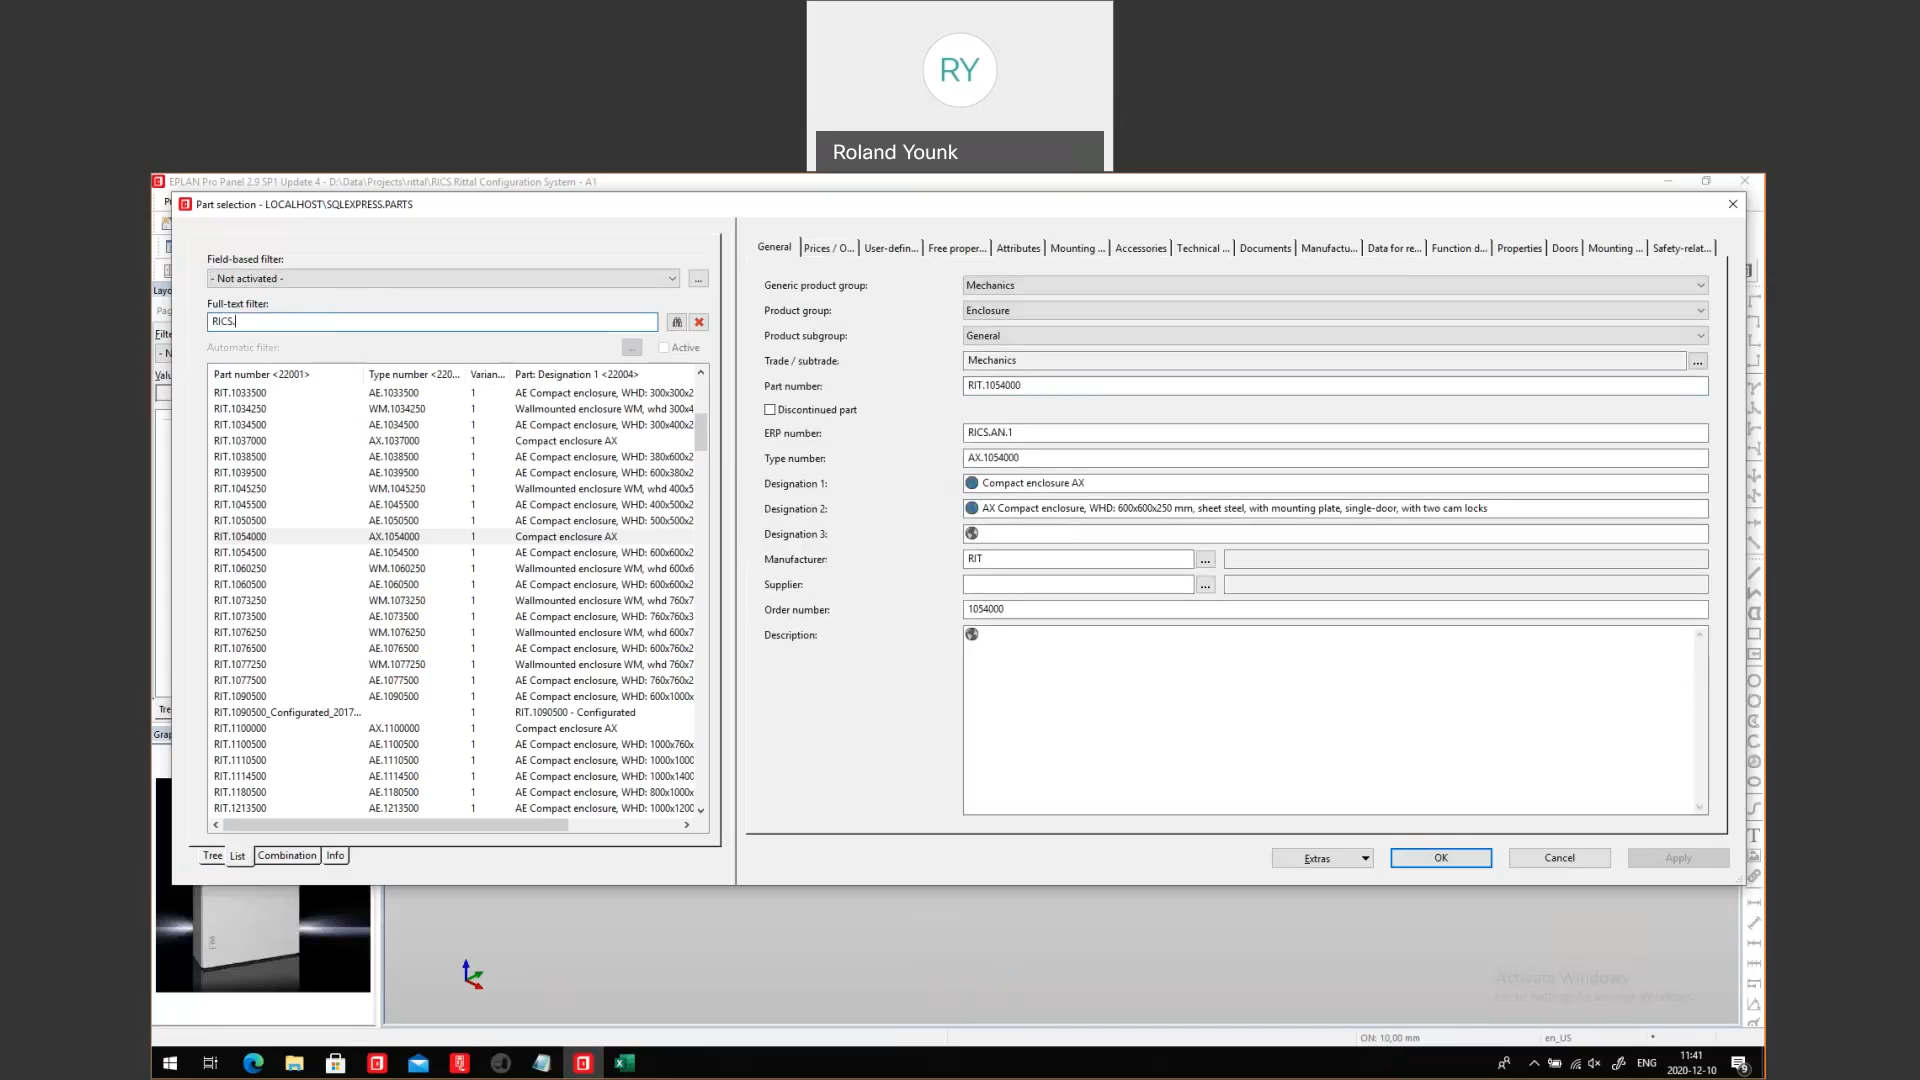 RY
Roland Younk
EPLAN Pro Panel 2.9 SP1 Update 4 - D:\Data\Projects\rittal\RICS Rittal Configuration System - A1
Part selection - LOCALHOST\SQLEXPRESS.PARTS
Field-based filter:
- Not activated -
...
Full-text filter:
RICS.
Automatic filter:
...
Active
Part number <22001> Type number <220... Varian... Part: Designation 1 <22004>
RIT.1033500 AE.1033500 1 AE Compact enclosure, WHD: 300x300x2
RIT.1034250 WM.1034250 1 Wallmounted enclosure WM, whd 300x4
RIT.1034500 AE.1034500 1 AE Compact enclosure, WHD: 300x400x2
RIT.1037000 AX.1037000 1 Compact enclosure AX
RIT.1038500 AE.1038500 1 AE Compact enclosure, WHD: 380x600x2
RIT.1039500 AE.1039500 1 AE Compact enclosure, WHD: 600x380x2
RIT.1045250 WM.1045250 1 Wallmounted enclosure WM, whd 400x5
RIT.1045500 AE.1045500 1 AE Compact enclosure, WHD: 400x500x2
RIT.1050500 AE.1050500 1 AE Compact enclosure, WHD: 500x500x2
RIT.1054000 AX.1054000 1 Compact enclosure AX
RIT.1054500 AE.1054500 1 AE Compact enclosure, WHD: 600x600x2
RIT.1060250 WM.1060250 1 Wallmounted enclosure WM, whd 600x6
RIT.1060500 AE.1060500 1 AE Compact enclosure, WHD: 600x600x2
RIT.1073250 WM.1073250 1 Wallmounted enclosure WM, whd 760x7
RIT.1073500 AE.1073500 1 AE Compact enclosure, WHD: 760x760x3
RIT.1076250 WM.1076250 1 Wallmounted enclosure WM, whd 600x7
RIT.1076500 AE.1076500 1 AE Compact enclosure, WHD: 600x760x2
RIT.1077250 WM.1077250 1 Wallmounted enclosure WM, whd 760x7
RIT.1077500 AE.1077500 1 AE Compact enclosure, WHD: 760x760x2
RIT.1090500 AE.1090500 1 AE Compact enclosure, WHD: 600x1000x
RIT.1090500_Configurated_2017... 1 RIT.1090500 - Configurated
RIT.1100000 AX.1100000 1 Compact enclosure AX
RIT.1100500 AE.1100500 1 AE Compact enclosure, WHD: 1000x760x
RIT.1110500 AE.1110500 1 AE Compact enclosure, WHD: 1000x1000
RIT.1114500 AE.1114500 1 AE Compact enclosure, WHD: 1000x1400
RIT.1180500 AE.1180500 1 AE Compact enclosure, WHD: 800x1000x
RIT.1213500 AE.1213500 1 AE Compact enclosure, WHD: 1000x1200
Tree List Combination Info
General Prices / O... User-defin... Free proper... Attributes Mounting ... Accessories Technical ... Documents Manufactu... Data for re... Function d... Properties Doors Mounting ... Safety-relat...
Generic product group: Mechanics
Product group: Enclosure
Product subgroup: General
Trade / subtrade: Mechanics ...
Part number: RIT.1054000
Discontinued part
ERP number: RICS.AN.1
Type number: AX.1054000
Designation 1: Compact enclosure AX
Designation 2: AX Compact enclosure, WHD: 600x600x250 mm, sheet steel, with mounting plate, single-door, with two cam locks
Designation 3:
Manufacturer: RIT ...
Supplier: ...
Order number: 1054000
Description:
Extras OK Cancel Apply
Activate Windows
ON: 10,00 mm en_US *
ENG 11:41
2020-12-10